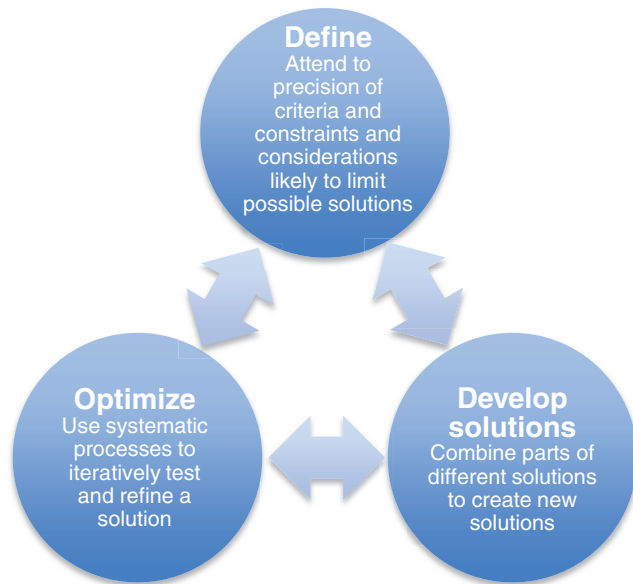 Define
Attend to
precision of
criteria and
constraints and
considerations
likely to limit
possible solutions
Optimize
Use systematic
processes to
iteratively test
and refine a
solution
Develop
solutions
Combine parts of
different solutions
to create new
solutions